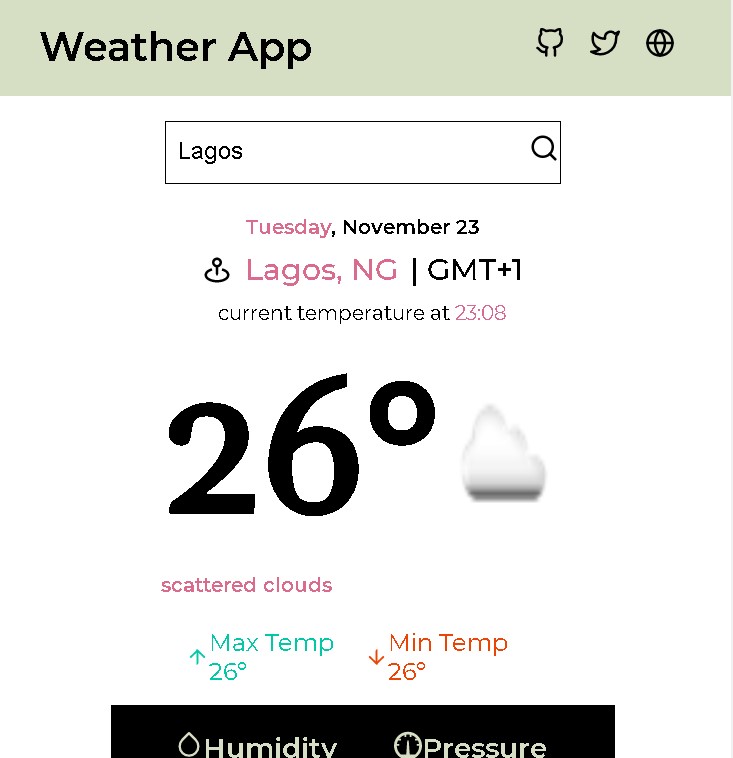 Weather App
Lagos
Tuesday, November 23
Lagos, NG | GMT+1
current temperature at 23:08
26°
scattered clouds
Max Temp Min Temp
26° 26°
Humidity Pressure